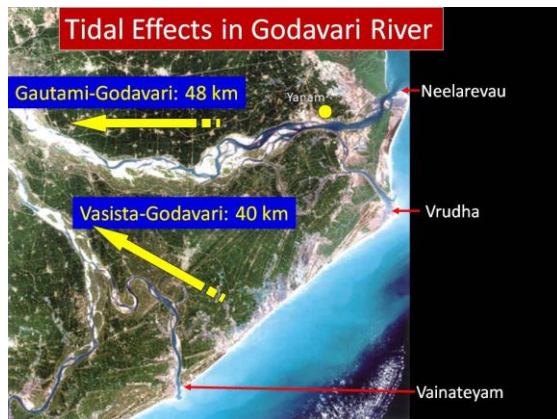 Tidal Effects in Godavari River
Gautami-Godavari: 48 km
Yanam
Neelarevau
Vrudha
Vasista-Godavari: 40 km
Vainateyam